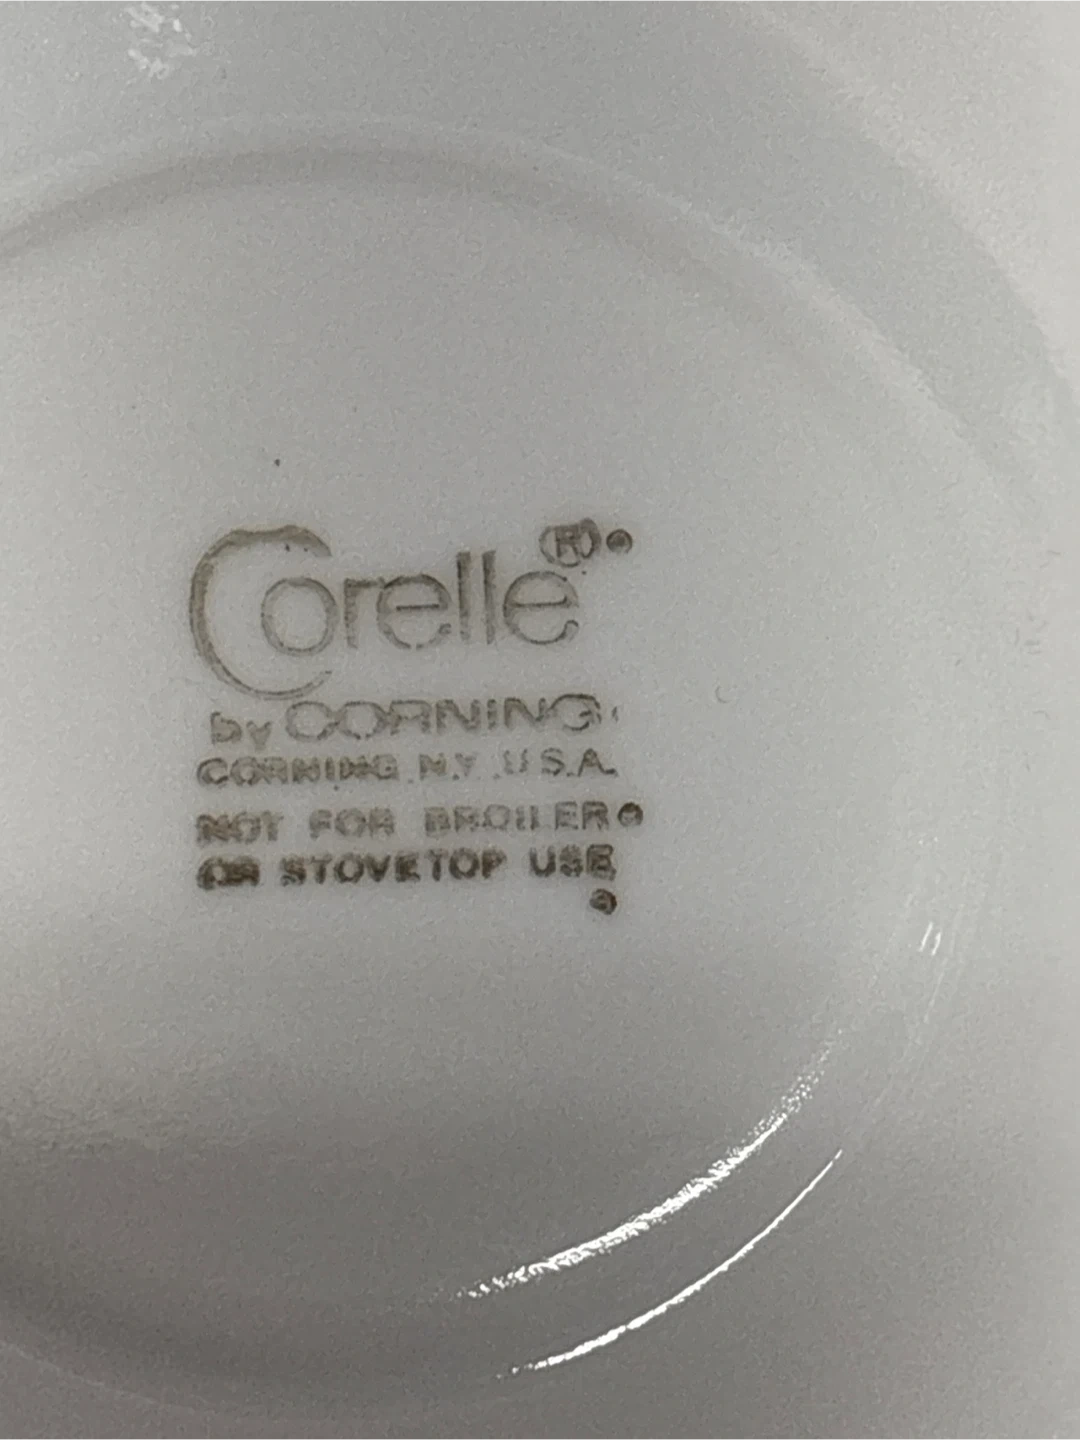 Corelle®
by CORNING
CORNING, N.Y. U.S.A.
NOT FOR BROILER
OR STOVETOP USE